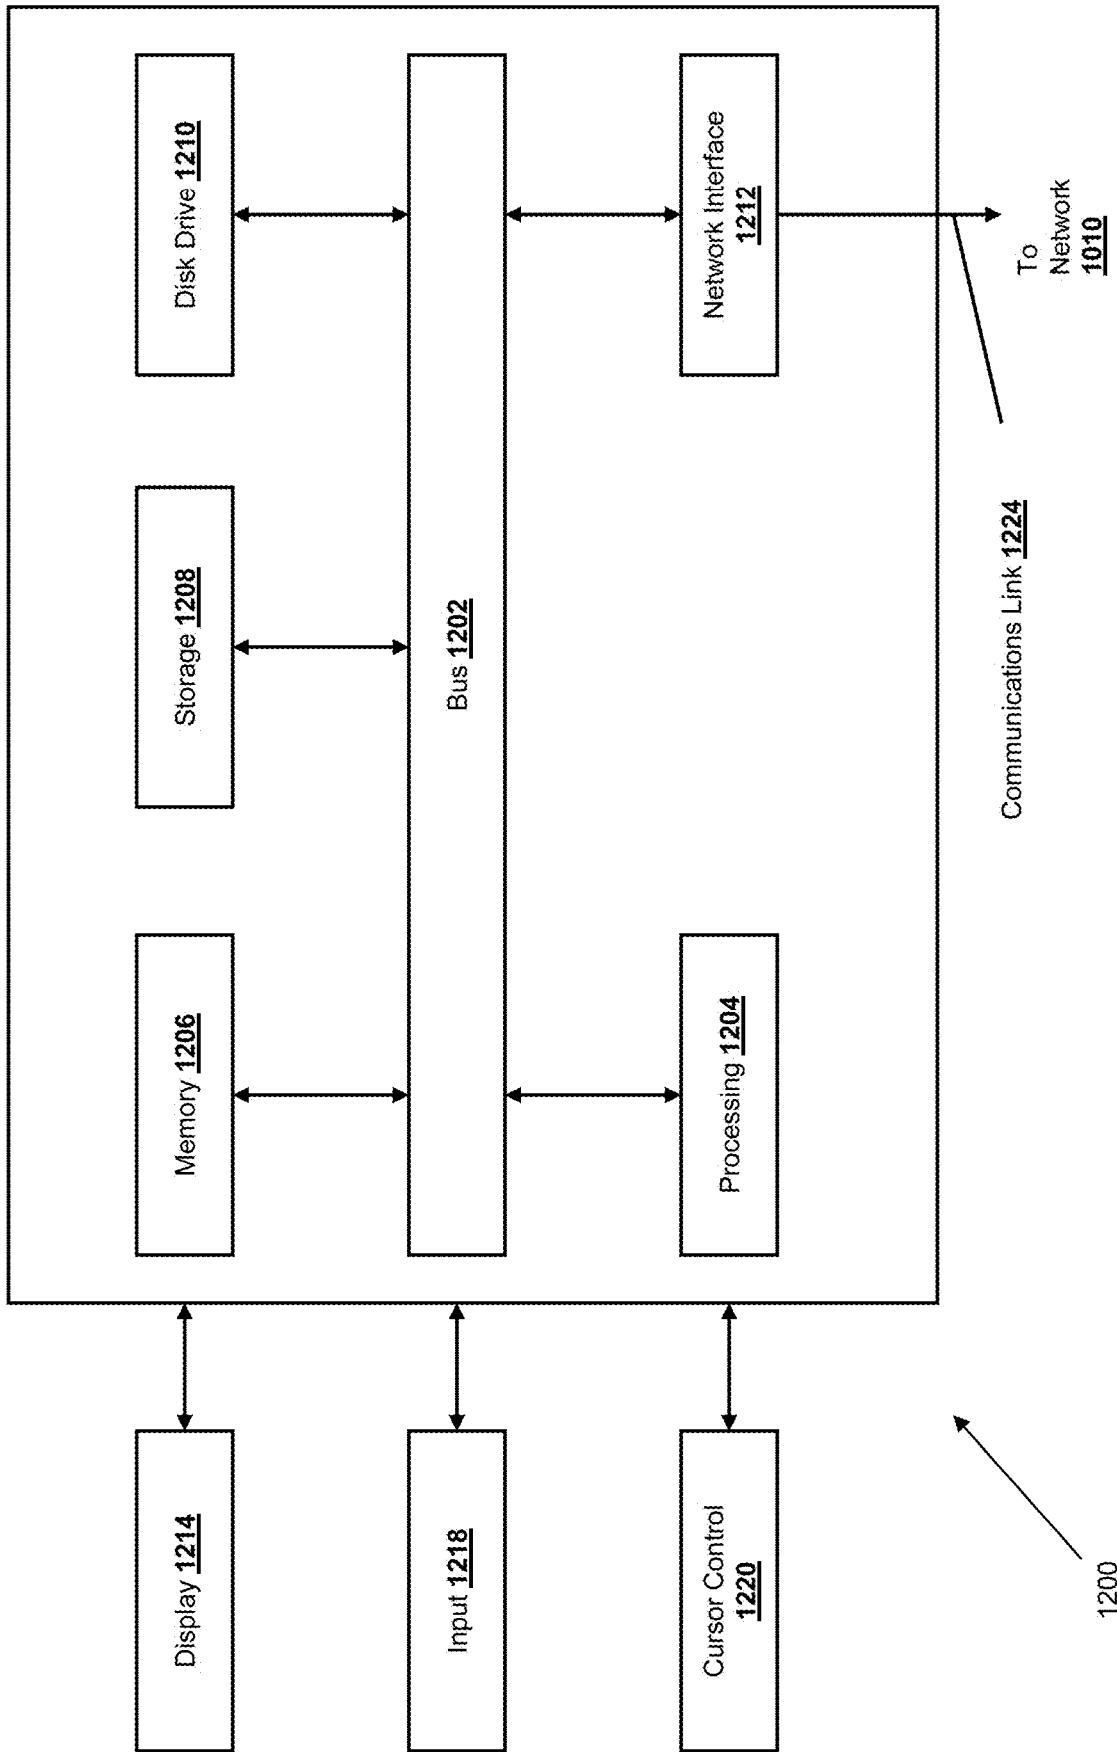 Display 1214
Memory 1206
Storage 1208
Disk Drive 1210
Input 1218
Bus 1202
Cursor Control
1220
Processing 1204
Network Interface
1212
Communications Link 1224
To
Network
1010
1200